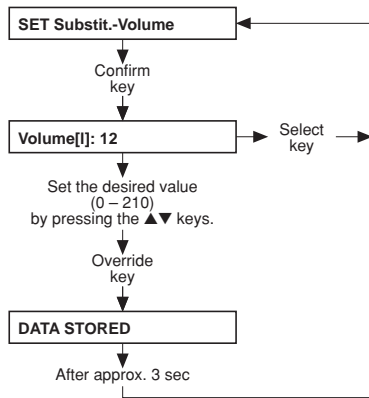 SET Substit.-Volume
Confirm
key
Volume[l]: 12
Select
key
Set the desired value
(0 – 210)
by pressing the ▲▼ keys.
Override
key
DATA STORED
After approx. 3 sec